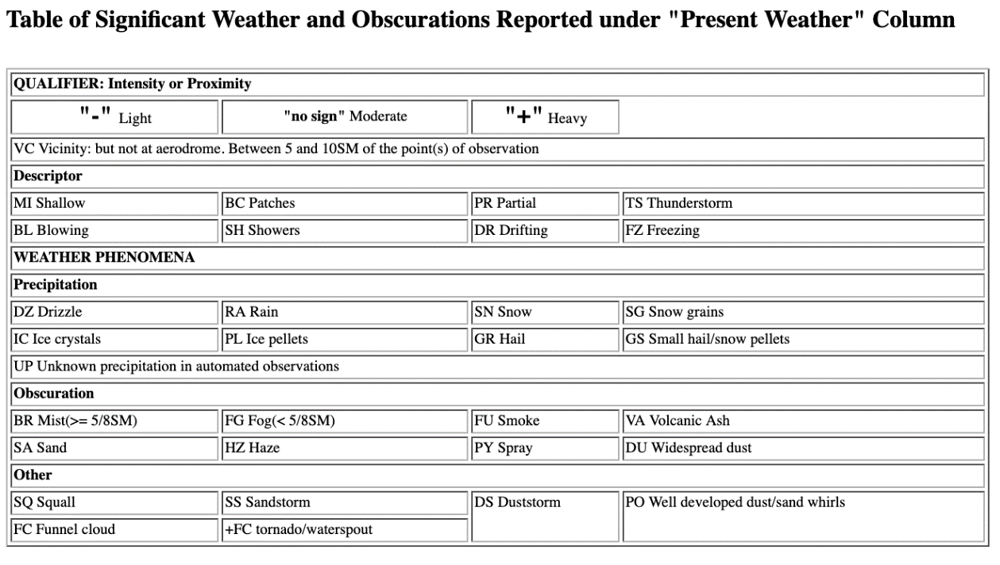 Table of Significant Weather and Obscurations Reported under "Present Weather" Column
QUALIFIER: Intensity or Proximity
"-" Light "no sign" Moderate "+" Heavy
VC Vicinity: but not at aerodrome. Between 5 and 10SM of the point(s) of observation
Descriptor
MI Shallow BC Patches PR Partial TS Thunderstorm
BL Blowing SH Showers DR Drifting FZ Freezing
WEATHER PHENOMENA
Precipitation
DZ Drizzle RA Rain SN Snow SG Snow grains
IC Ice crystals PL Ice pellets GR Hail GS Small hail/snow pellets
UP Unknown precipitation in automated observations
Obscuration
BR Mist(>= 5/8SM) FG Fog(< 5/8SM) FU Smoke VA Volcanic Ash
SA Sand HZ Haze PY Spray DU Widespread dust
Other
SQ Squall SS Sandstorm DS Duststorm PO Well developed dust/sand whirls
FC Funnel cloud +FC tornado/waterspout